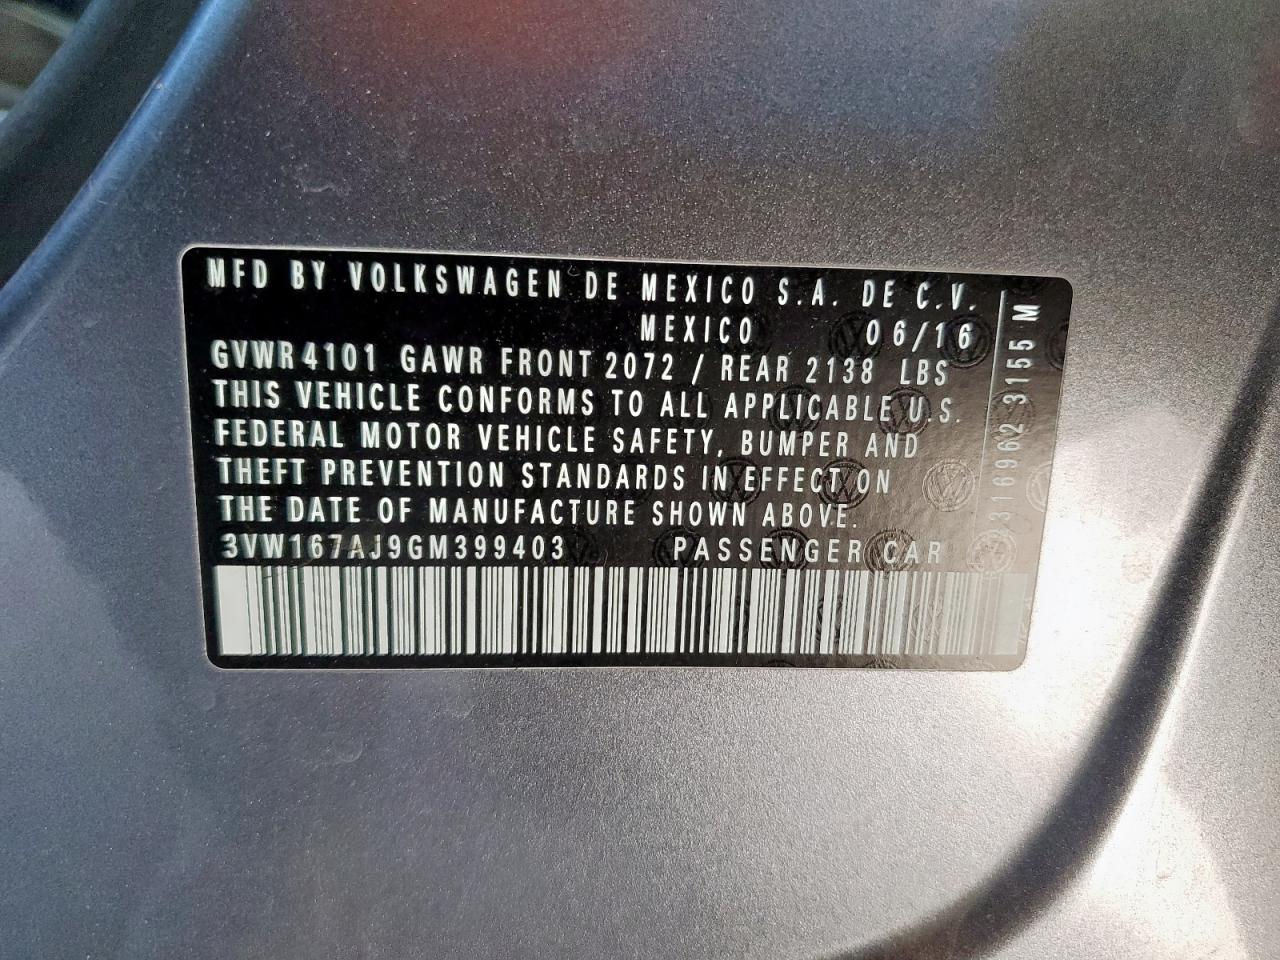 MFD BY VOLKSWAGEN DE MEXICO S.A. DE C.V.
MEXICO 06/16
GVWR 4101 GAWR FRONT 2072 / REAR 2138 LBS
THIS VEHICLE CONFORMS TO ALL APPLICABLE U.S.
FEDERAL MOTOR VEHICLE SAFETY, BUMPER AND
THEFT PREVENTION STANDARDS IN EFFECT ON
THE DATE OF MANUFACTURE SHOWN ABOVE.
3VW167AJ9GM399403 PASSENGER CAR
316962 3155 M